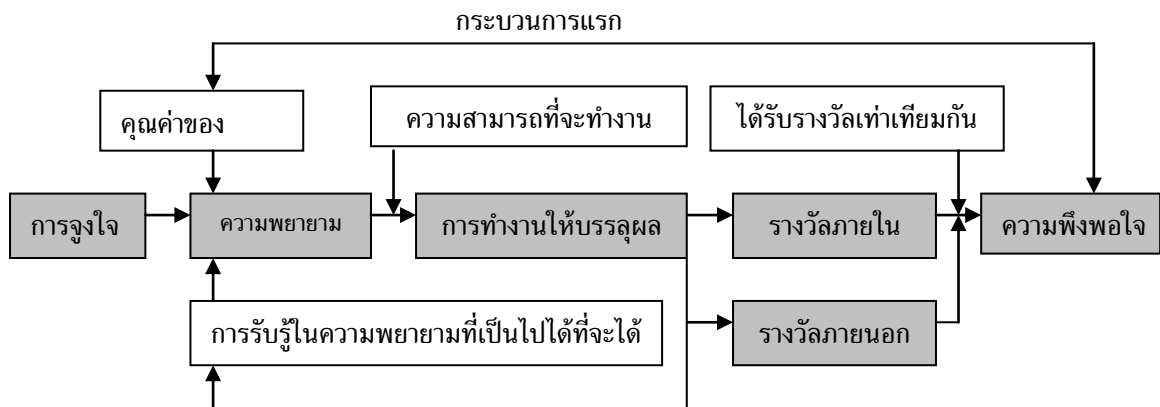 กระบวนการแรก
คุณค่าของ
ความสามารถที่จะทำงาน
ได้รับรางวัลเท่าเทียมกัน
การจูงใจ
ความพยายาม
การทำงานให้บรรลุผล
รางวัลภายใน
ความพึงพอใจ
การรับรู้ในความพยายามที่เป็นไปได้ที่จะได้
รางวัลภายนอก